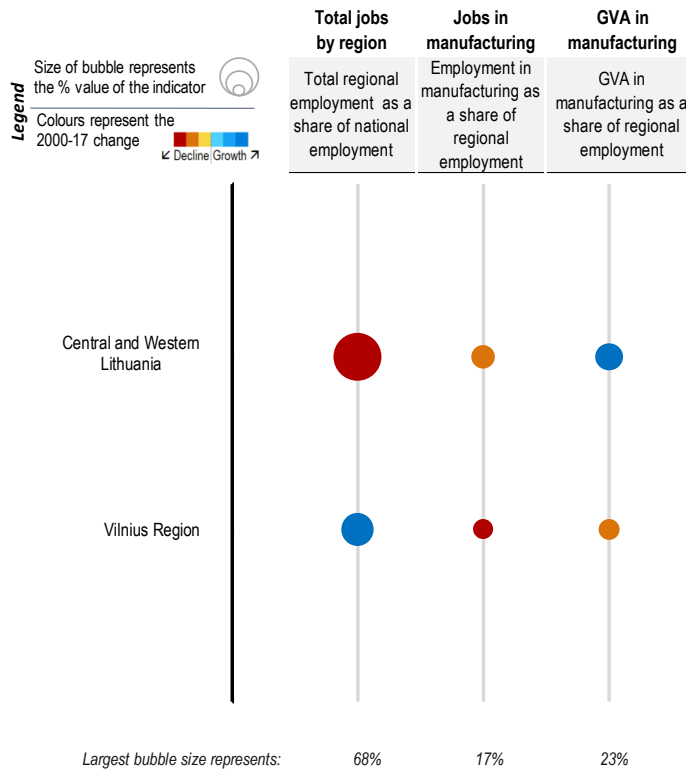 Legend
Size of bubble represents
the % value of the indicator
Colours represent the
2000-17 change
↙ Decline Growth ↗
Total jobs
by region
Total regional
employment as a
share of national
employment
Jobs in
manufacturing
Employment in
manufacturing as
a share of
regional
employment
GVA in
manufacturing
GVA in
manufacturing as a
share of regional
employment
Central and Western
Lithuania
Vilnius Region
Largest bubble size represents: 68% 17% 23%